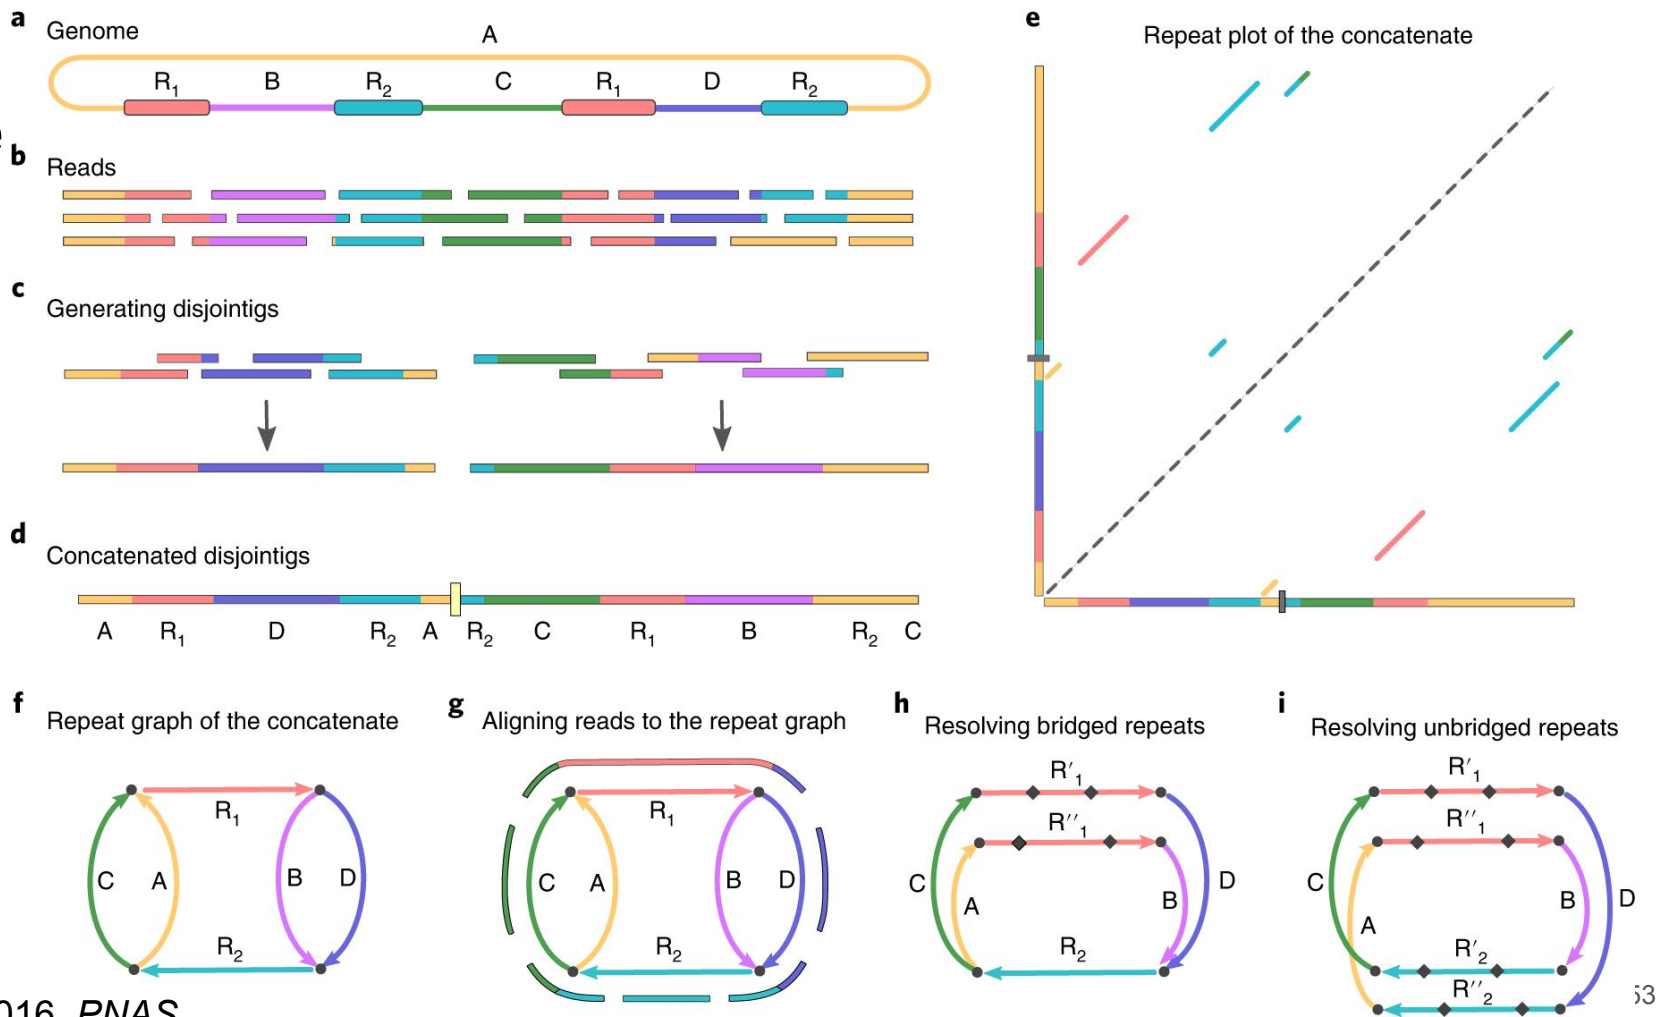 a
Genome
A
R1 B R2 C R1 D R2
b
Reads
c
Generating disjointigs
d
Concatenated disjointigs
A R1 D R2 A R2 C R1 B R2 C
e
Repeat plot of the concatenate
f
Repeat graph of the concatenate
R1
C A B D
R2
g
Aligning reads to the repeat graph
R1
C A B D
R2
h
Resolving bridged repeats
R′1
R′′1
C A B D
R2
i
Resolving unbridged repeats
R′1
R′′1
C A B D
R′2
R′′2
016, PNAS
53